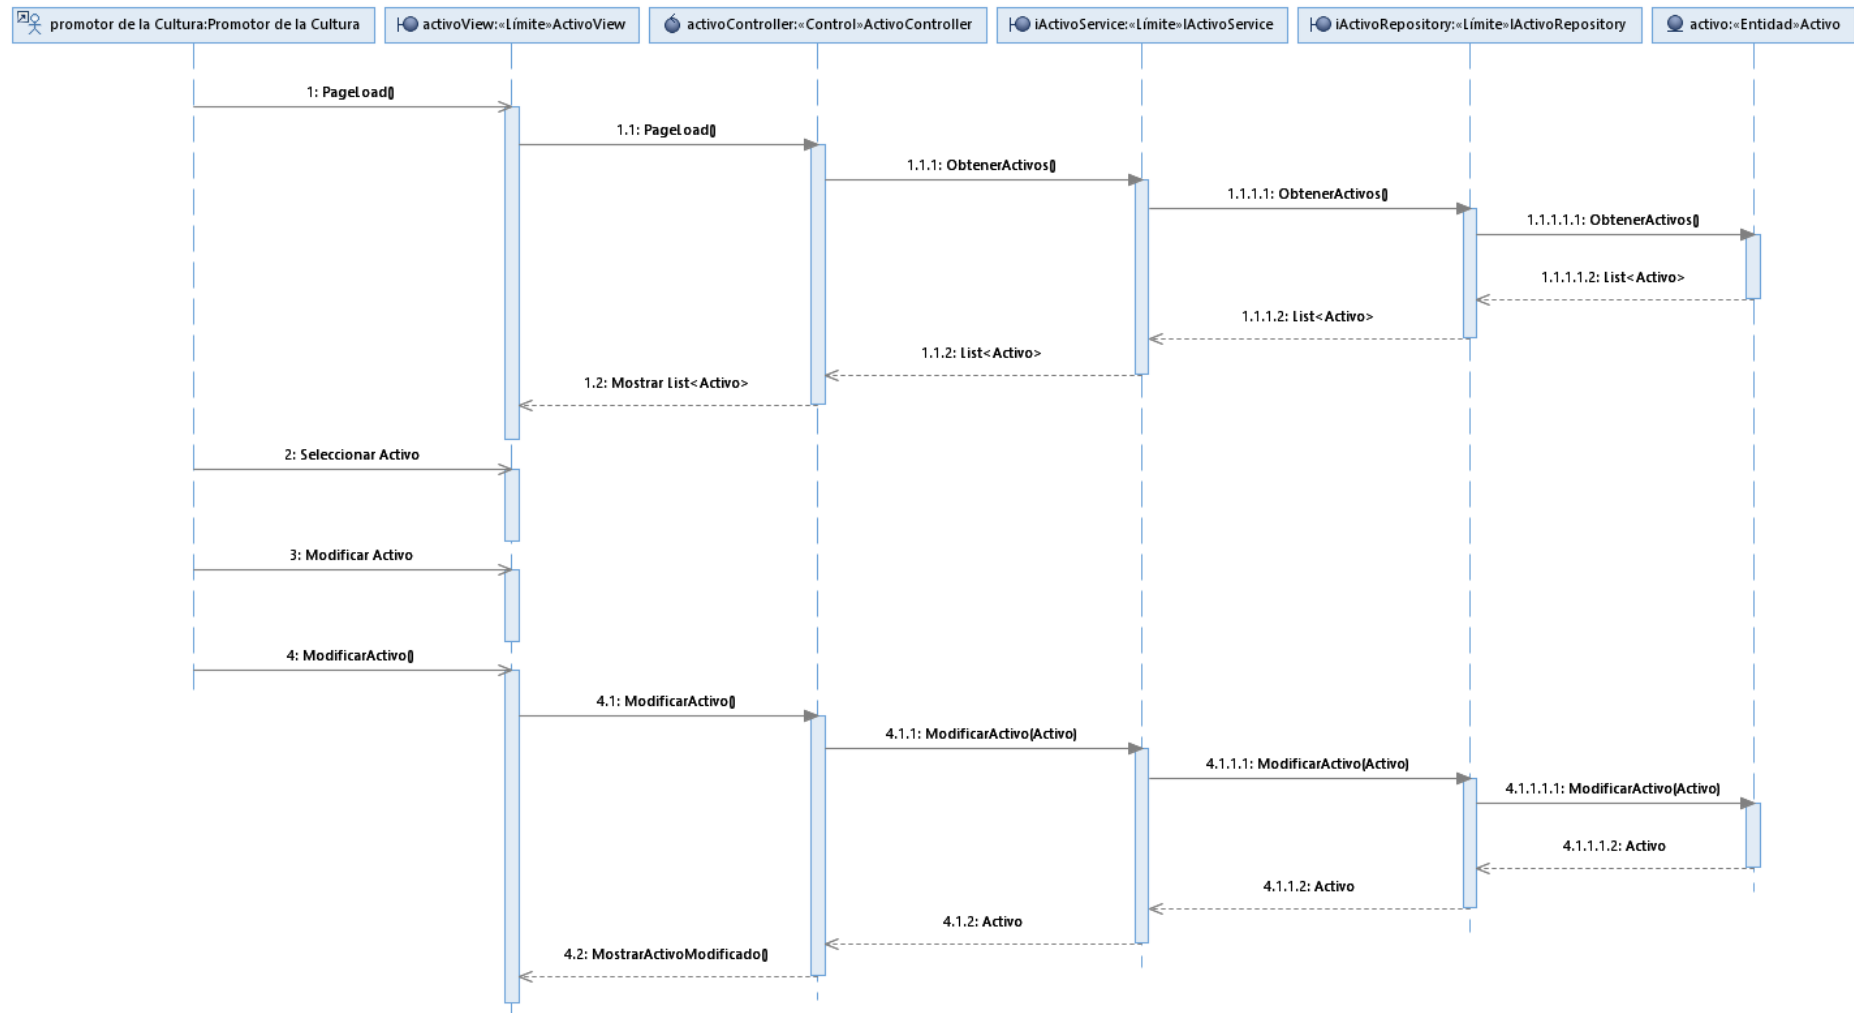 promotor de la Cultura:Promotor de la Cultura
activoView:«Límite»ActivoView
activoController:«Control»ActivoController
iActivoService:«Límite»IActivoService
iActivoRepository:«Límite»IActivoRepository
activo:«Entidad»Activo
1: PageLoad()
1.1: PageLoad()
1.1.1: ObtenerActivos()
1.1.1.1: ObtenerActivos()
1.1.1.1.1: ObtenerActivos()
1.1.1.1.2: List<Activo>
1.1.1.2: List<Activo>
1.1.2: List<Activo>
1.2: Mostrar List<Activo>
2: Seleccionar Activo
3: Modificar Activo
4: ModificarActivo()
4.1: ModificarActivo()
4.1.1: ModificarActivo(Activo)
4.1.1.1: ModificarActivo(Activo)
4.1.1.1.1: ModificarActivo(Activo)
4.1.1.1.2: Activo
4.1.1.2: Activo
4.1.2: Activo
4.2: MostrarActivoModificado()